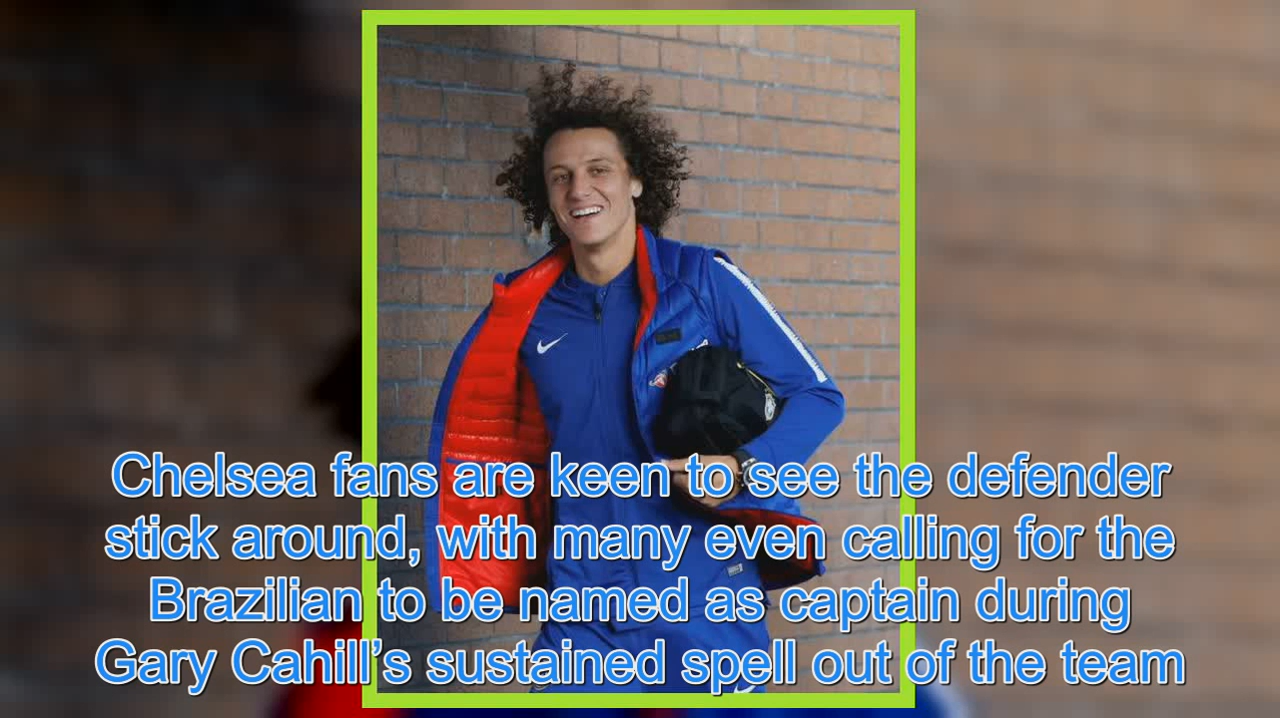 Chelsea fans are keen to see the defender
stick around, with many even calling for the
Brazilian to be named as captain during
Gary Cahill’s sustained spell out of the team